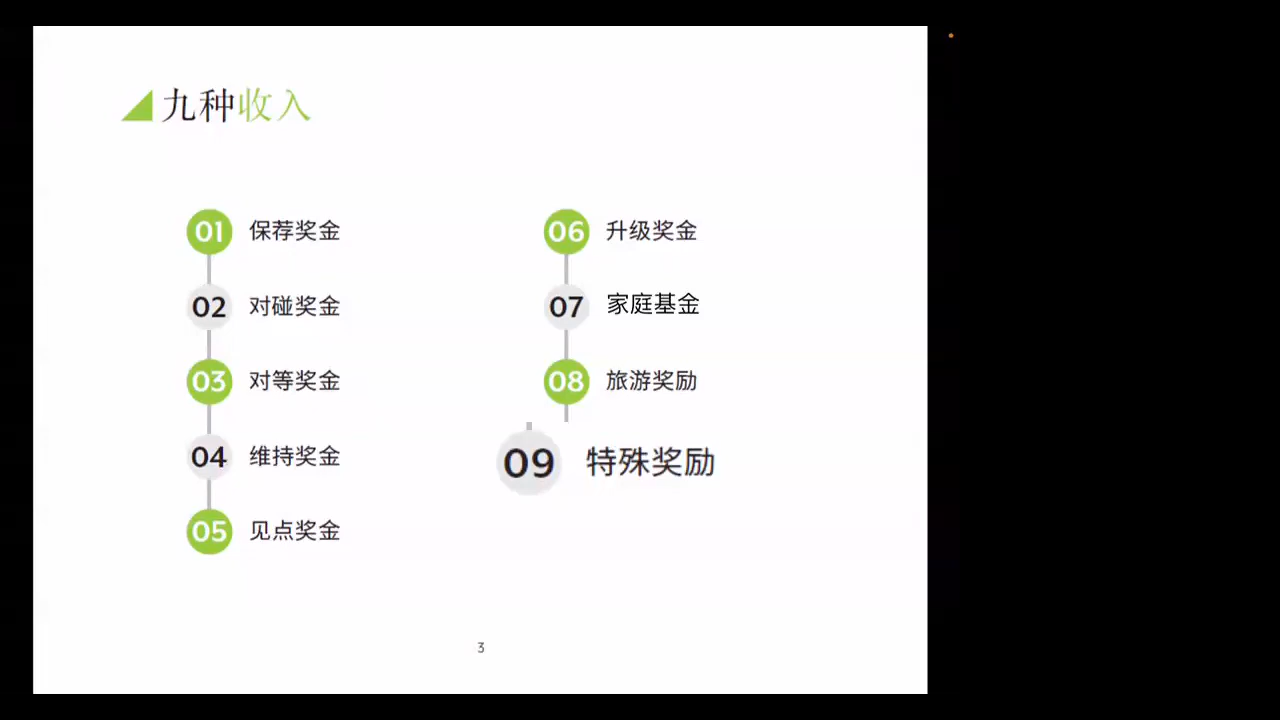 九种收入
01 保荐奖金
02 对碰奖金
03 对等奖金
04 维持奖金
05 见点奖金
06 升级奖金
07 家庭基金
08 旅游奖励
09 特殊奖励
3